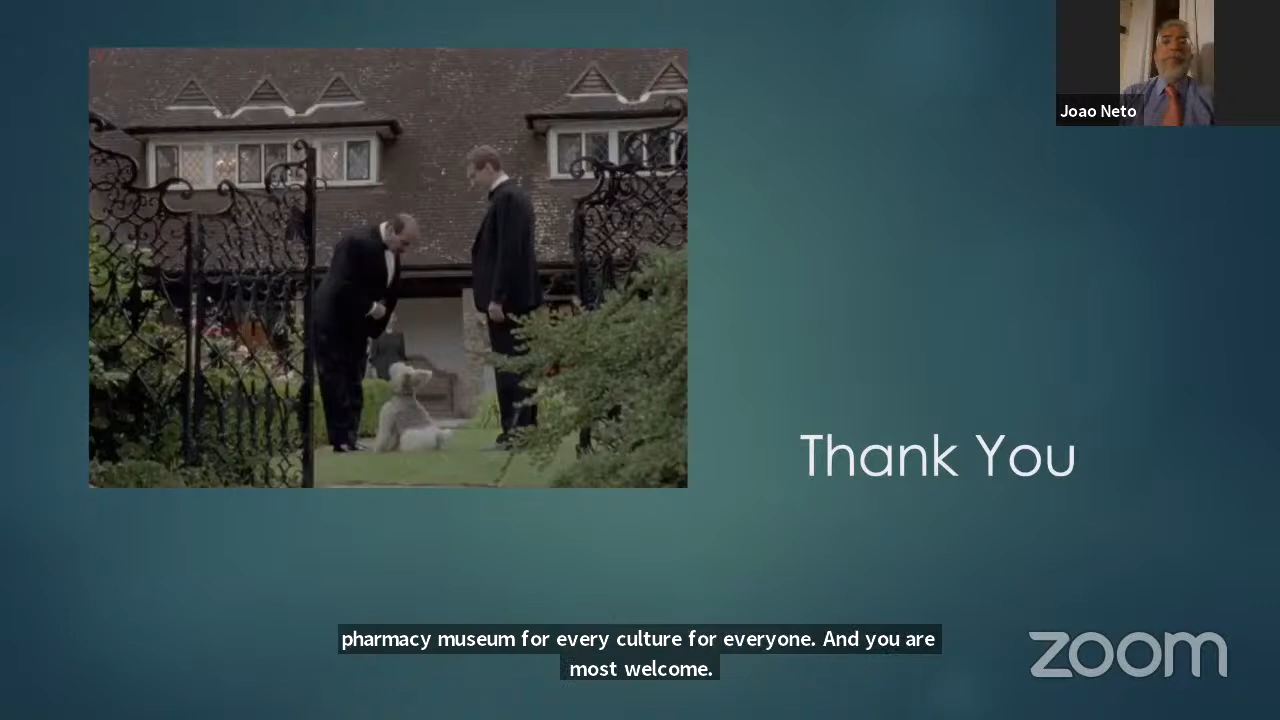 Joao Neto
Thank You
pharmacy museum for every culture for everyone. And you are
most welcome.
zoom